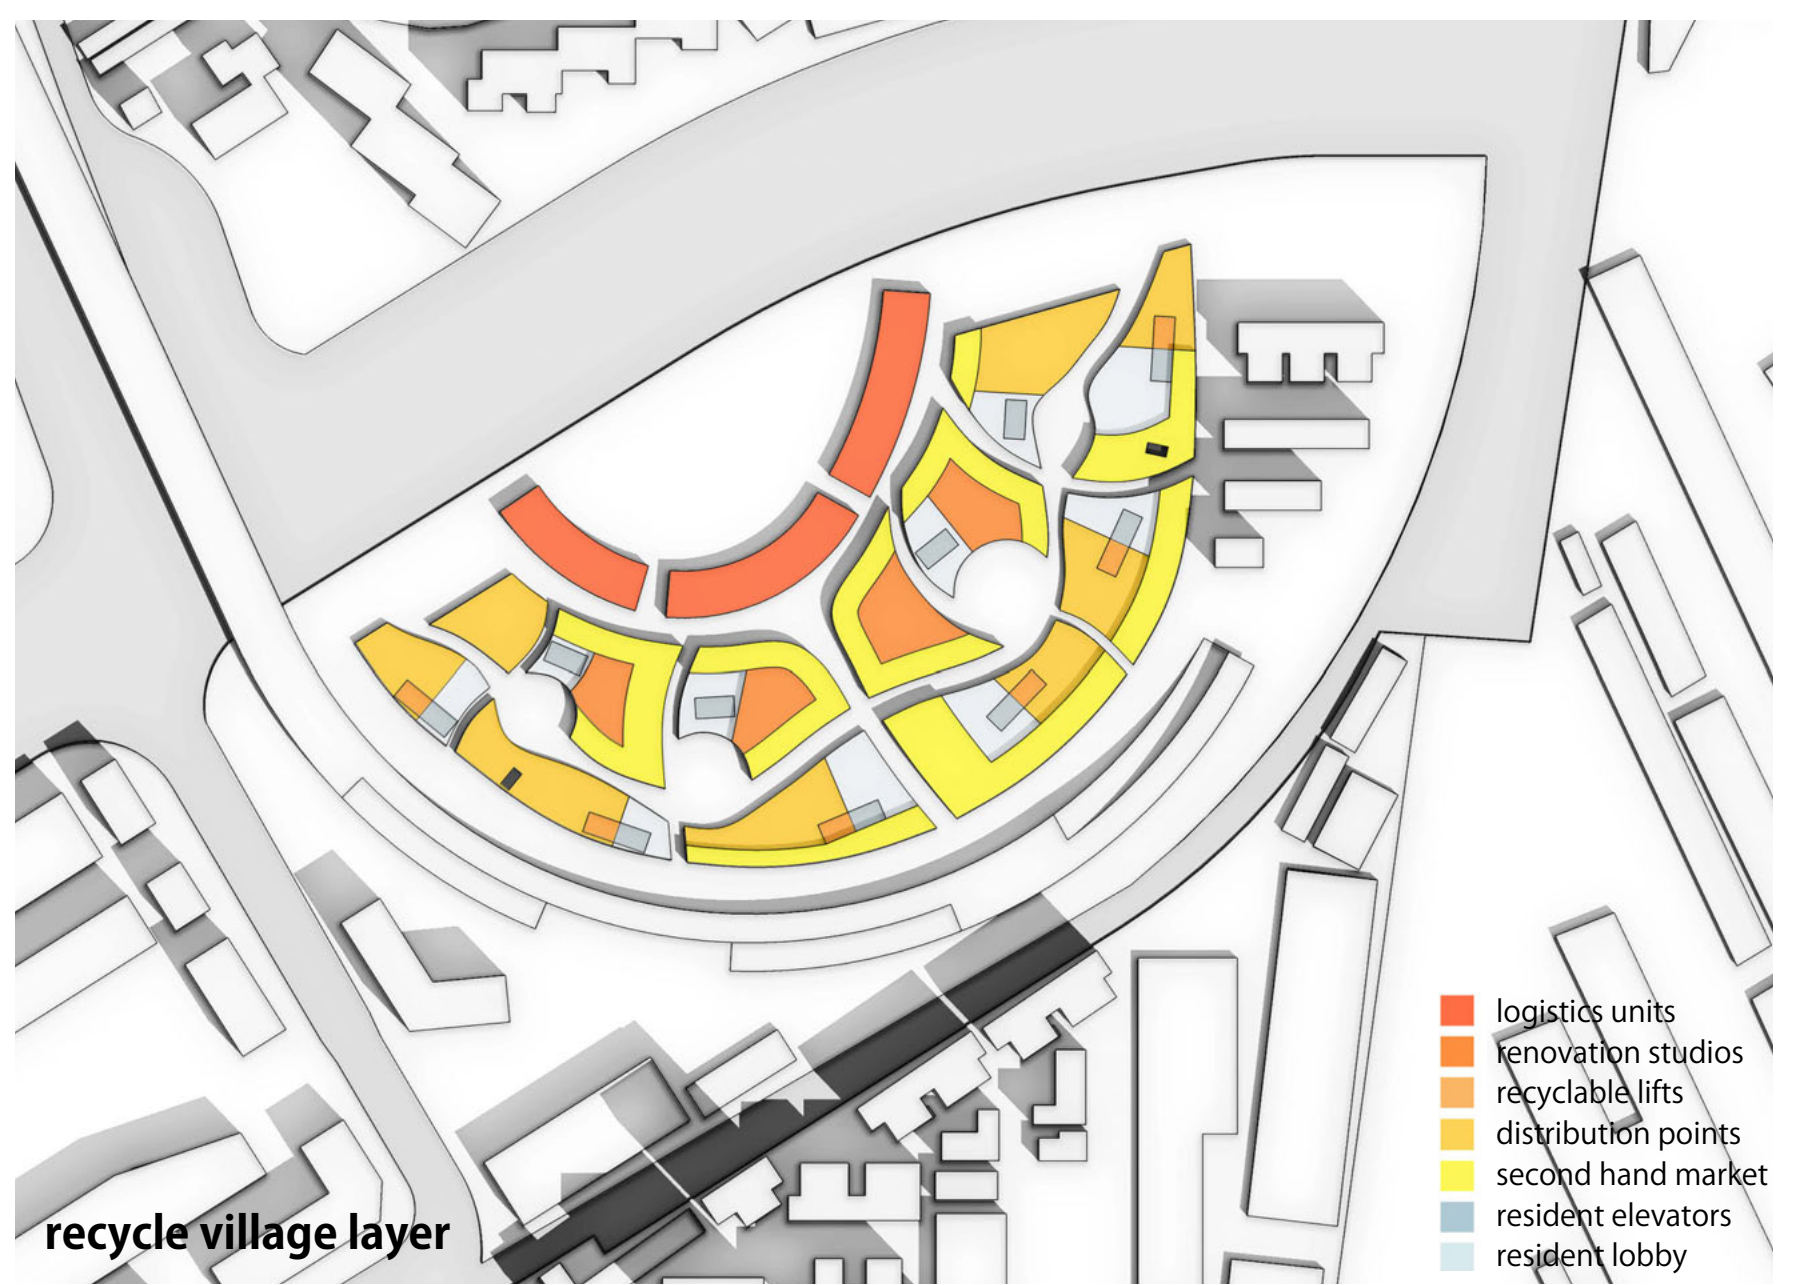 logistics units
renovation studios
recyclable lifts
distribution points
second hand market
resident elevators
resident lobby
recycle village layer